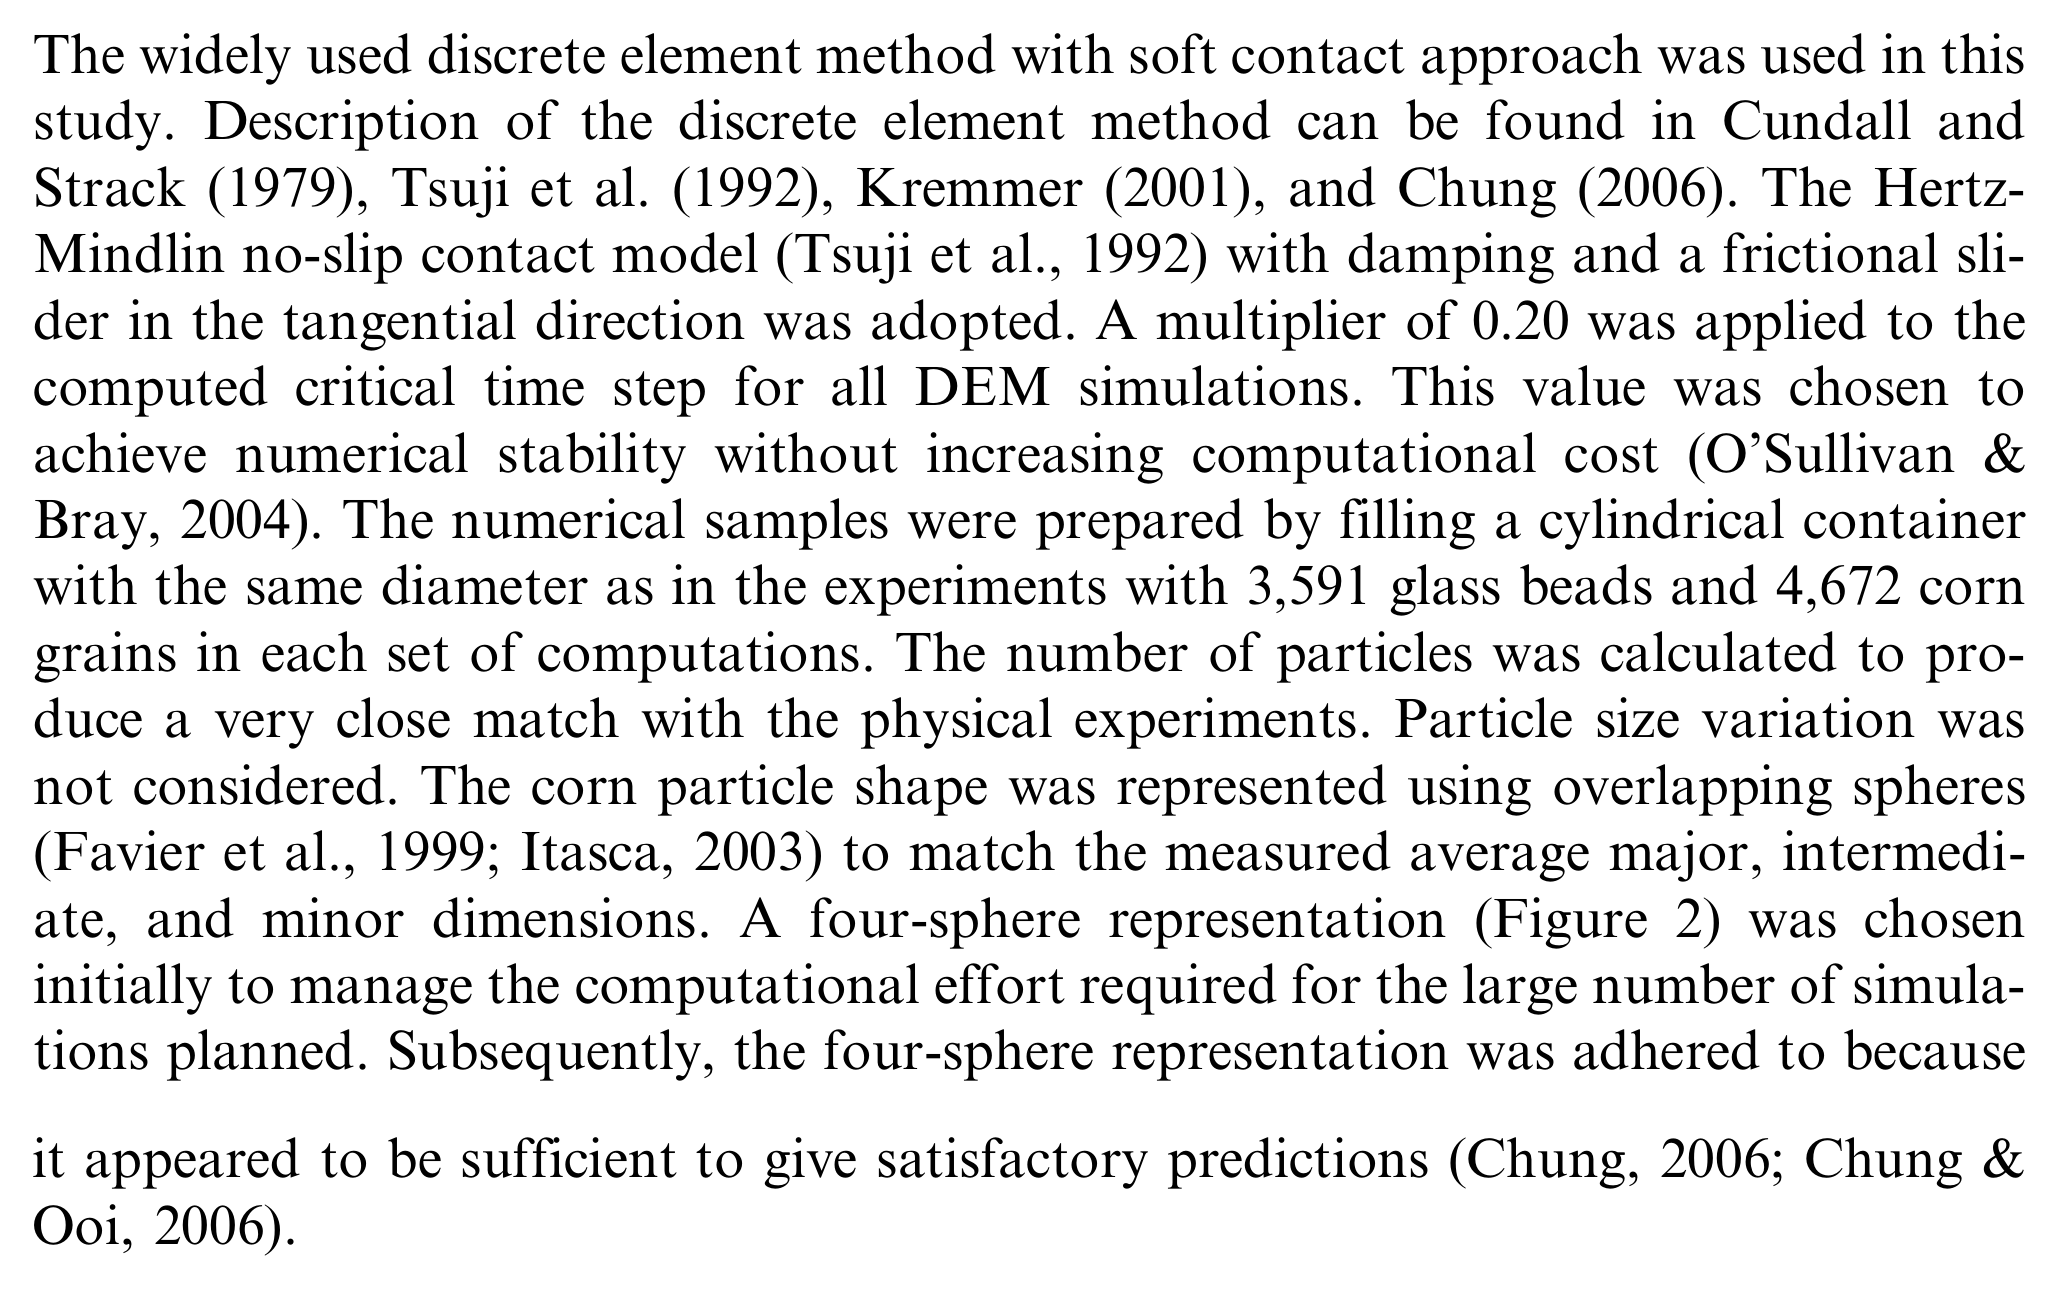 The widely used discrete element method with soft contact approach was used in this
study. Description of the discrete element method can be found in Cundall and
Strack (1979), Tsuji et al. (1992), Kremmer (2001), and Chung (2006). The Hertz-
Mindlin no-slip contact model (Tsuji et al., 1992) with damping and a frictional sli-
der in the tangential direction was adopted. A multiplier of 0.20 was applied to the
computed critical time step for all DEM simulations. This value was chosen to
achieve numerical stability without increasing computational cost (O’Sullivan &
Bray, 2004). The numerical samples were prepared by filling a cylindrical container
with the same diameter as in the experiments with 3,591 glass beads and 4,672 corn
grains in each set of computations. The number of particles was calculated to pro-
duce a very close match with the physical experiments. Particle size variation was
not considered. The corn particle shape was represented using overlapping spheres
(Favier et al., 1999; Itasca, 2003) to match the measured average major, intermedi-
ate, and minor dimensions. A four-sphere representation (Figure 2) was chosen
initially to manage the computational effort required for the large number of simula-
tions planned. Subsequently, the four-sphere representation was adhered to because
it appeared to be sufficient to give satisfactory predictions (Chung, 2006; Chung &
Ooi, 2006).